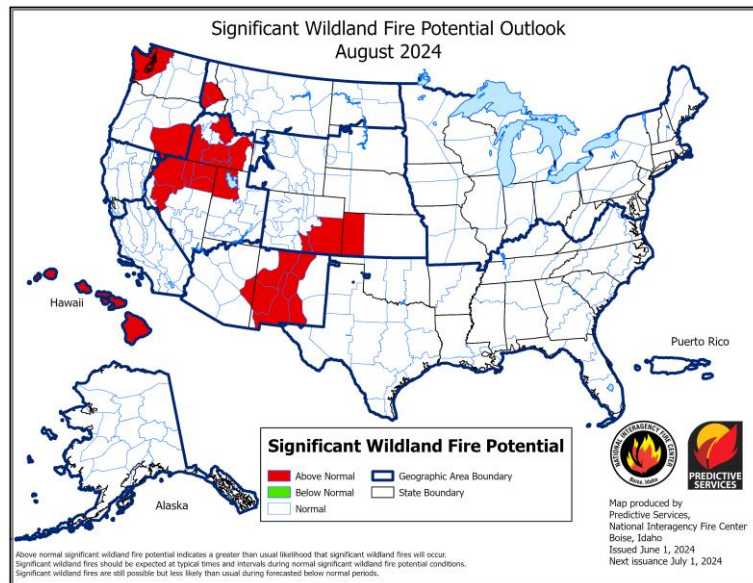 Significant Wildland Fire Potential Outlook
August 2024
Hawaii
Puerto Rico
Alaska
Significant Wildland Fire Potential
Above Normal
Geographic Area Boundary
Below Normal
State Boundary
Normal
NATIONAL INTERAGENCY FIRE CENTER
Boise, Idaho
PREDICTIVE
SERVICES
Map produced by
Predictive Services,
National Interagency Fire Center
Boise, Idaho
Issued June 1, 2024
Next issuance July 1, 2024
Above normal significant wildland fire potential indicates a greater than usual likelihood that significant wildland fires will occur.
Significant wildland fires should be expected at typical times and intervals during normal significant wildland fire potential conditions.
Significant wildland fires are still possible but less likely than usual during forecasted below normal periods.